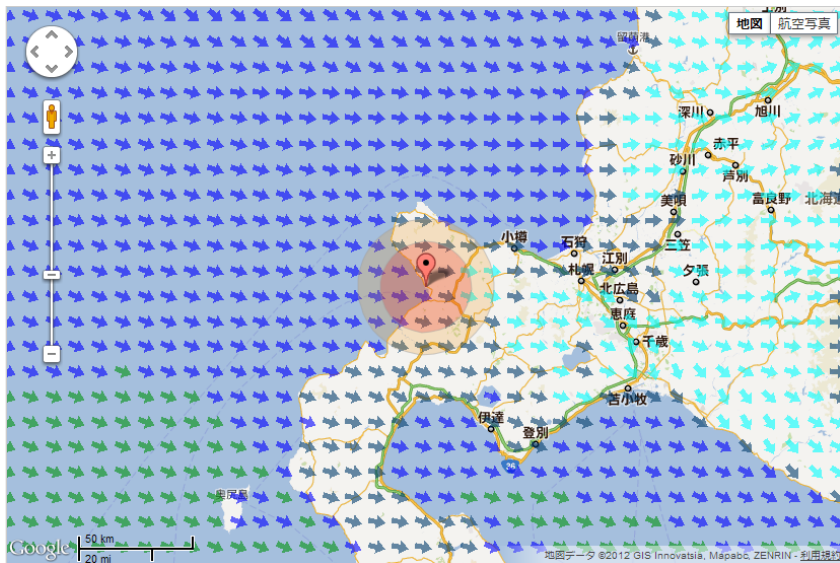 地図 航空写真
留萌港
旭川
深川
赤平
砂川
芦別
美唄
富良野
北海道
三笠
小樽
石狩
江別
札幌
夕張
北広島
恵庭
千歳
苫小牧
伊達
登別
奥尻島
50 km
20 mi
Google
地図データ ©2012 GIS Innovatsia, Mapabc, ZENRIN - 利用規約